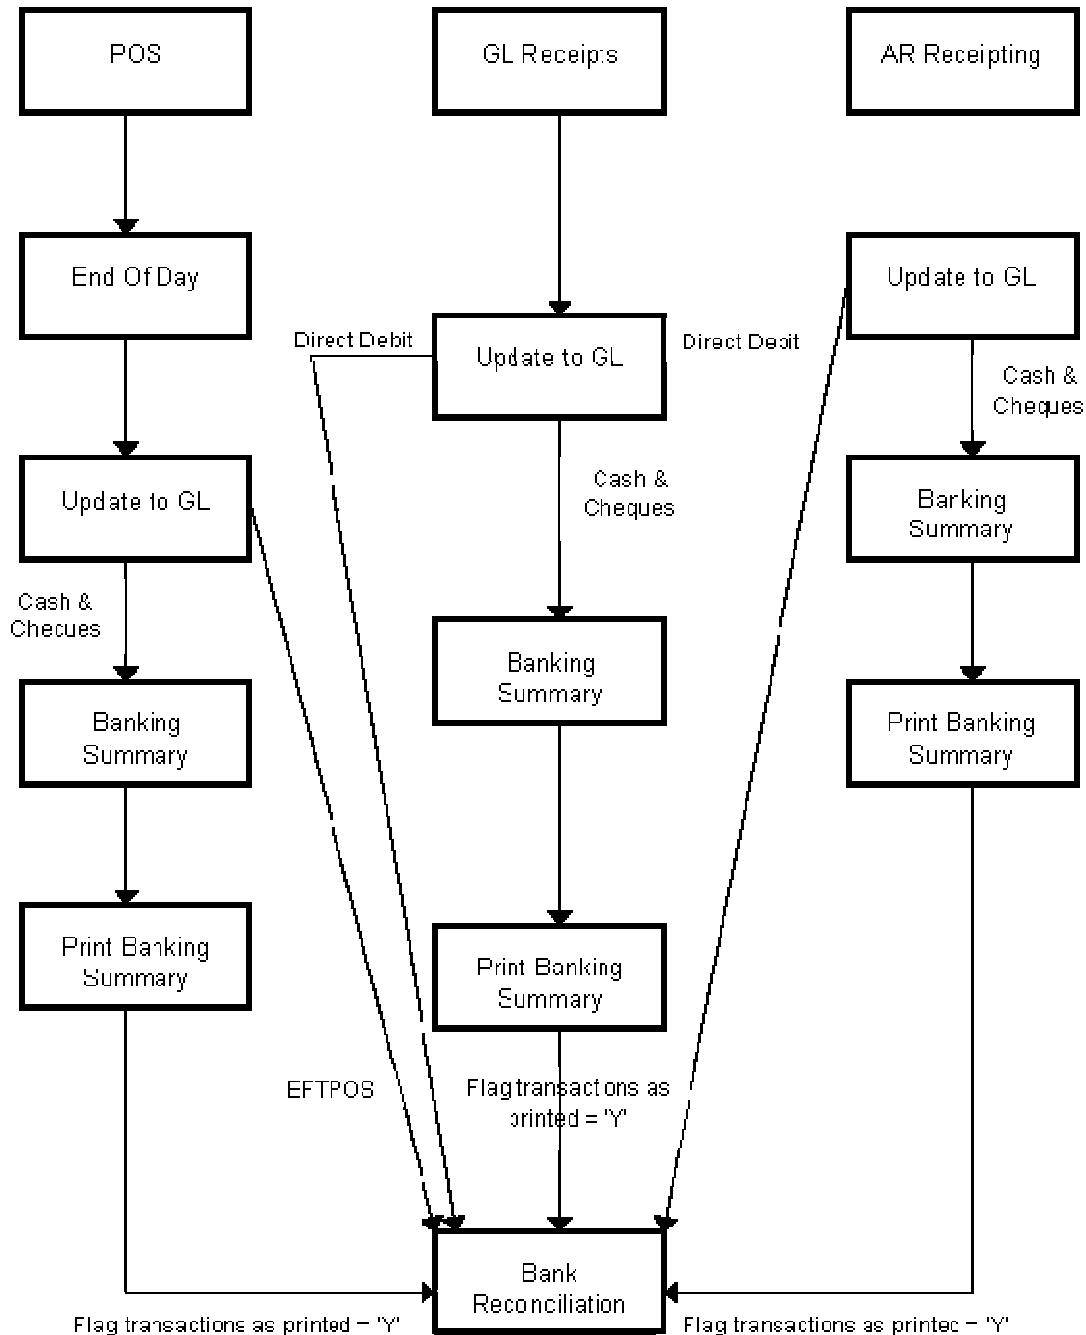 POS
GL Receipts
AR Receipting
End Of Day
Update to GL
Direct Debit
Update to GL
Direct Debit
Cash &
Cheques
Cash &
Cheques
Update to GL
Banking
Summary
Cash &
Cheques
Banking
Summary
Banking
Summary
Print Banking
Summary
Print Banking
Summary
Print Banking
Summary
EFTPOS
Flag transactions as
printed = 'Y'
Bank
Reconciliation
Flag transactions as printed = 'Y'
Flag transactions as printed = 'Y'